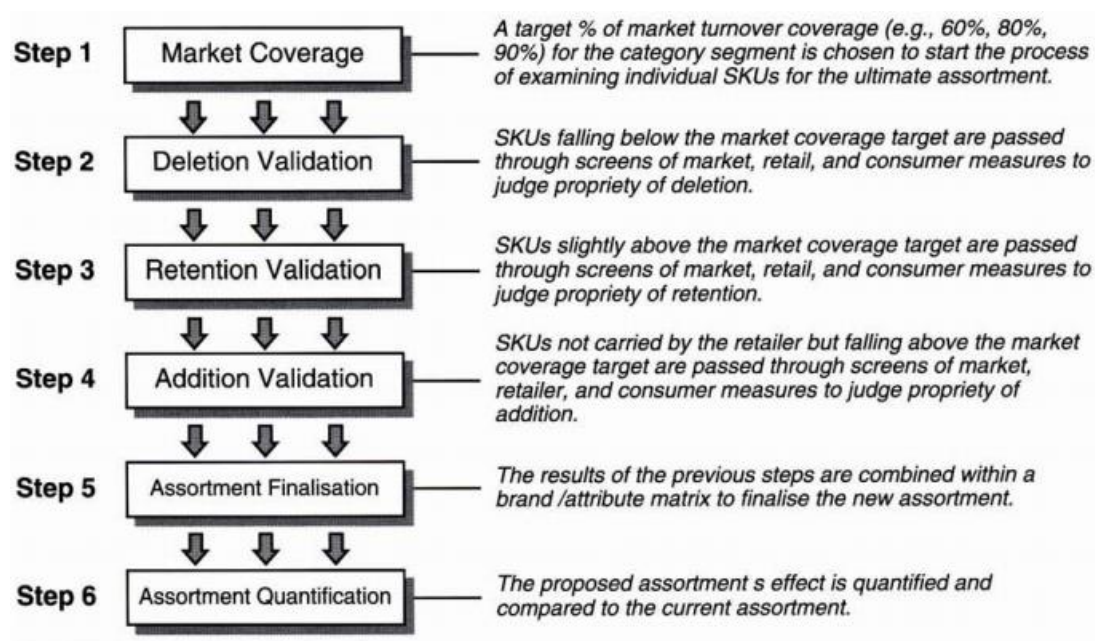 Step 1
Market Coverage
A target % of market turnover coverage (e.g., 60%, 80%,
90%) for the category segment is chosen to start the process
of examining individual SKUs for the ultimate assortment.
Step 2
Deletion Validation
SKUs falling below the market coverage target are passed
through screens of market, retail, and consumer measures to
judge propriety of deletion.
Step 3
Retention Validation
SKUs slightly above the market coverage target are passed
through screens of market, retail, and consumer measures to
judge propriety of retention.
Step 4
Addition Validation
SKUs not carried by the retailer but falling above the market
coverage target are passed through screens of market,
retailer, and consumer measures to judge propriety of
addition.
Step 5
Assortment Finalisation
The results of the previous steps are combined within a
brand /attribute matrix to finalise the new assortment.
Step 6
Assortment Quantification
The proposed assortment s effect is quantified and
compared to the current assortment.